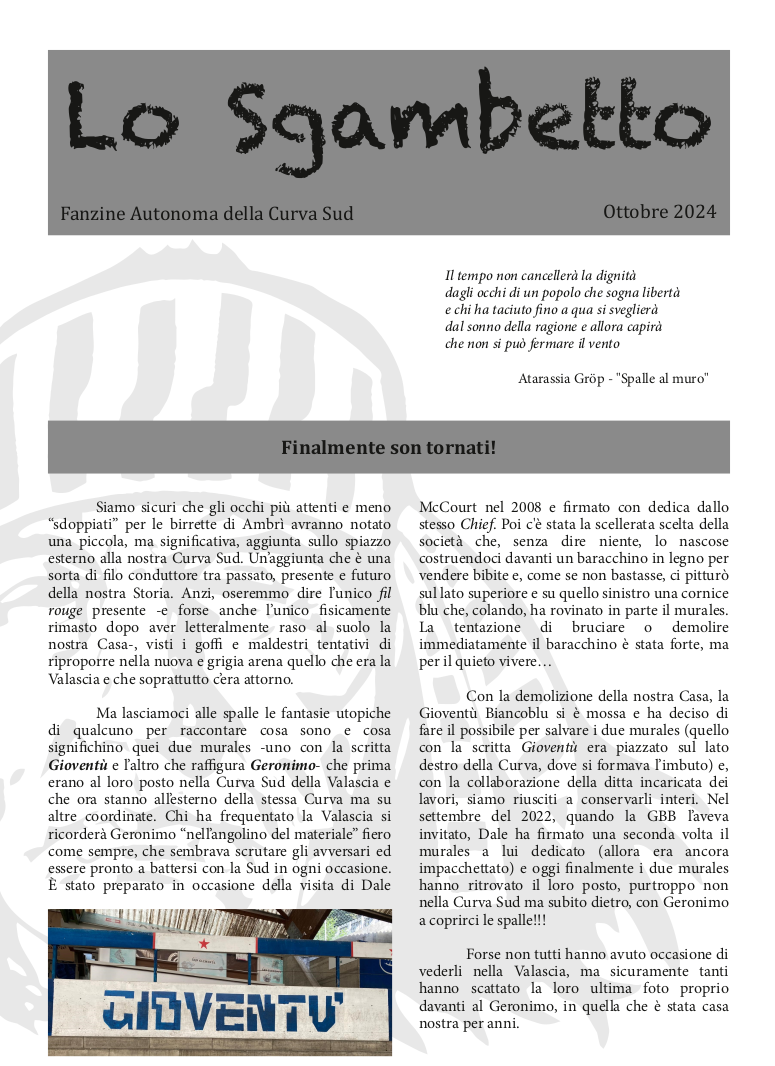 Lo Sgambetto
Fanzine Autonoma della Curva Sud
Ottobre 2024
Il tempo non cancellerà la dignità
dagli occhi di un popolo che sogna libertà
e chi ha taciuto fino a qua si sveglierà
dal sonno della ragione e allora capirà
che non si può fermare il vento
Atarassia Gröp - "Spalle al muro"
Finalmente son tornati!
Siamo sicuri che gli occhi più attenti e meno
“sdoppiati” per le birrette di Ambrì avranno notato
una piccola, ma significativa, aggiunta sullo spiazzo
esterno alla nostra Curva Sud. Un’aggiunta che è una
sorta di filo conduttore tra passato, presente e futuro
della nostra Storia. Anzi, oseremmo dire l’unico fil
rouge presente -e forse anche l’unico fisicamente
rimasto dopo aver letteralmente raso al suolo la
nostra Casa-, visti i goffi e maldestri tentativi di
riproporre nella nuova e grigia arena quello che era la
Valascia e che soprattutto c’era attorno.
Ma lasciamoci alle spalle le fantasie utopiche
di qualcuno per raccontare cosa sono e cosa
significhino quei due murales -uno con la scritta
Gioventù e l’altro che raffigura Geronimo- che prima
erano al loro posto nella Curva Sud della Valascia e
che ora stanno all’esterno della stessa Curva ma su
altre coordinate. Chi ha frequentato la Valascia si
ricorderà Geronimo “nell’angolino del materiale” fiero
come sempre, che sembrava scrutare gli avversari ed
essere pronto a battersi con la Sud in ogni occasione.
È stato preparato in occasione della visita di Dale
GIOVENTU'
McCourt nel 2008 e firmato con dedica dallo
stesso Chief. Poi c'è stata la scellerata scelta della
società che, senza dire niente, lo nascose
costruendoci davanti un baracchino in legno per
vendere bibite e, come se non bastasse, ci pitturò
sul lato superiore e su quello sinistro una cornice
blu che, colando, ha rovinato in parte il murales.
La tentazione di bruciare o demolire
immediatamente il baracchino è stata forte, ma
per il quieto vivere…
Con la demolizione della nostra Casa, la
Gioventù Biancoblu si è mossa e ha deciso di
fare il possibile per salvare i due murales (quello
con la scritta Gioventù era piazzato sul lato
destro della Curva, dove si formava l’imbuto) e,
con la collaborazione della ditta incaricata dei
lavori, siamo riusciti a conservarli interi. Nel
settembre del 2022, quando la GBB l’aveva
invitato, Dale ha firmato una seconda volta il
murales a lui dedicato (allora era ancora
impacchettato) e oggi finalmente i due murales
hanno ritrovato il loro posto, purtroppo non
nella Curva Sud ma subito dietro, con Geronimo
a coprirci le spalle!!!
Forse non tutti hanno avuto occasione di
vederli nella Valascia, ma sicuramente tanti
hanno scattato la loro ultima foto proprio
davanti al Geronimo, in quella che è stata casa
nostra per anni.